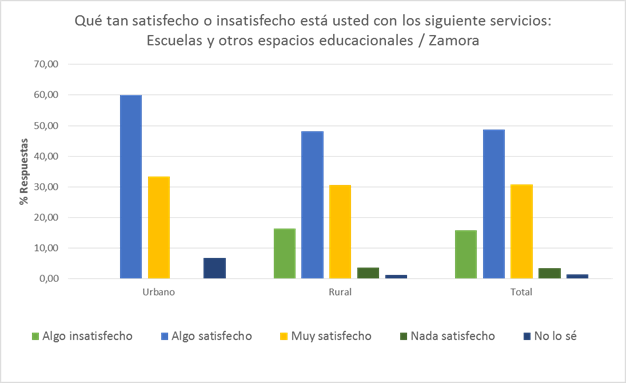 Qué tan satisfecho o insatisfecho está usted con los siguiente servicios:
Escuelas y otros espacios educacionales / Zamora
% Respuestas
70,00
60,00
50,00
40,00
30,00
20,00
10,00
0,00
Urbano Rural Total
Algo insatisfecho Algo satisfecho Muy satisfecho Nada satisfecho No lo sé